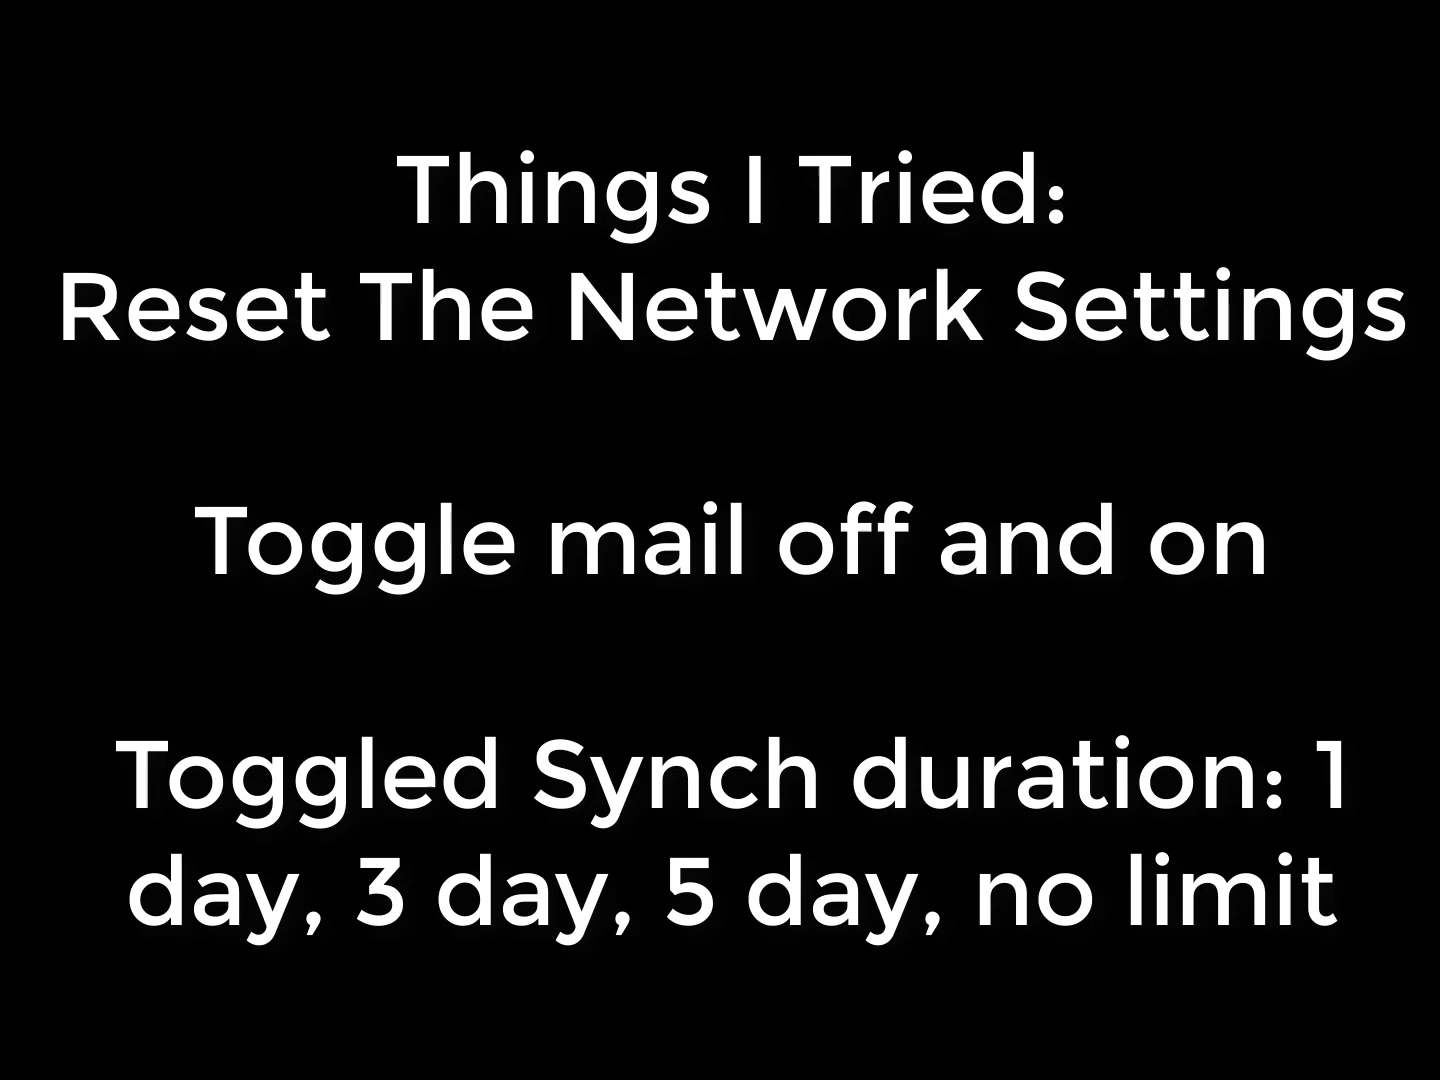 Things I Tried:
Reset The Network Settings
Toggle mail off and on
Toggled Synch duration: 1
day, 3 day, 5 day, no limit